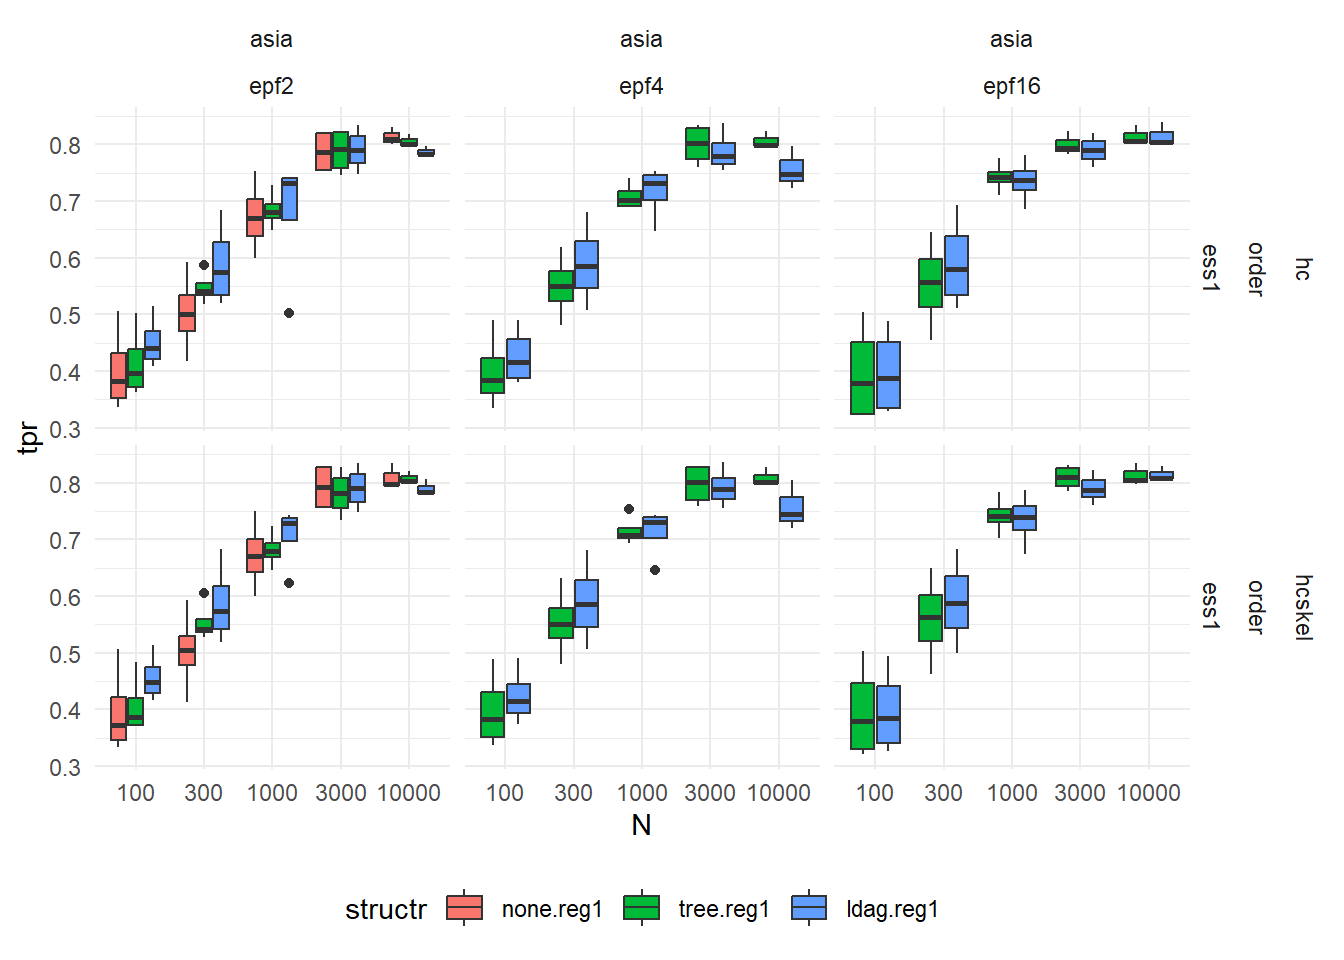 asia asia asia
epf2 epf4 epf16
0.8
0.7
0.6
0.5
0.4
0.3
ess1 order hc
tpr
0.8
0.7
0.6
0.5
0.4
0.3
ess1 order hcskel
100 300 1000 3000 10000 100 300 1000 3000 10000 100 300 1000 3000 10000
N
structr none.reg1 tree.reg1 ldag.reg1